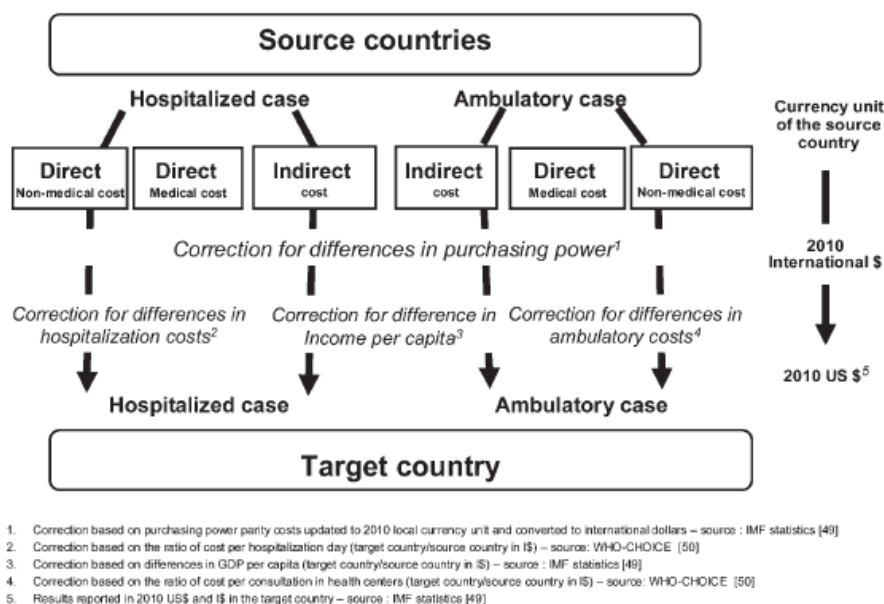 Source countries
Hospitalized case
Ambulatory case
Currency unit
of the source
country
Direct
Non-medical cost
Direct
Medical cost
Indirect
cost
Indirect
cost
Direct
Medical cost
Direct
Non-medical cost
Correction for differences in purchasing power1
2010
International $
Correction for differences in
hospitalization costs2
Correction for difference in
Income per capita3
Correction for differences in
ambulatory costs4
2010 US $5
Hospitalized case
Ambulatory case
Target country
1. Correction based on purchasing power parity costs updated to 2010 local currency unit and converted to international dollars – source : IMF statistics [49]
2. Correction based on the ratio of cost per hospitalization day (target country/source country in I$) – source: WHO-CHOICE [50]
3. Correction based on differences in GDP per capita (target country/source country in I$) – source : IMF statistics [49]
4. Correction based on the ratio of cost per consultation in health centers (target country/source country in I$) – source: WHO-CHOICE [50]
5. Results reported in 2010 US$ and I$ in the target country – source : IMF statistics [49]